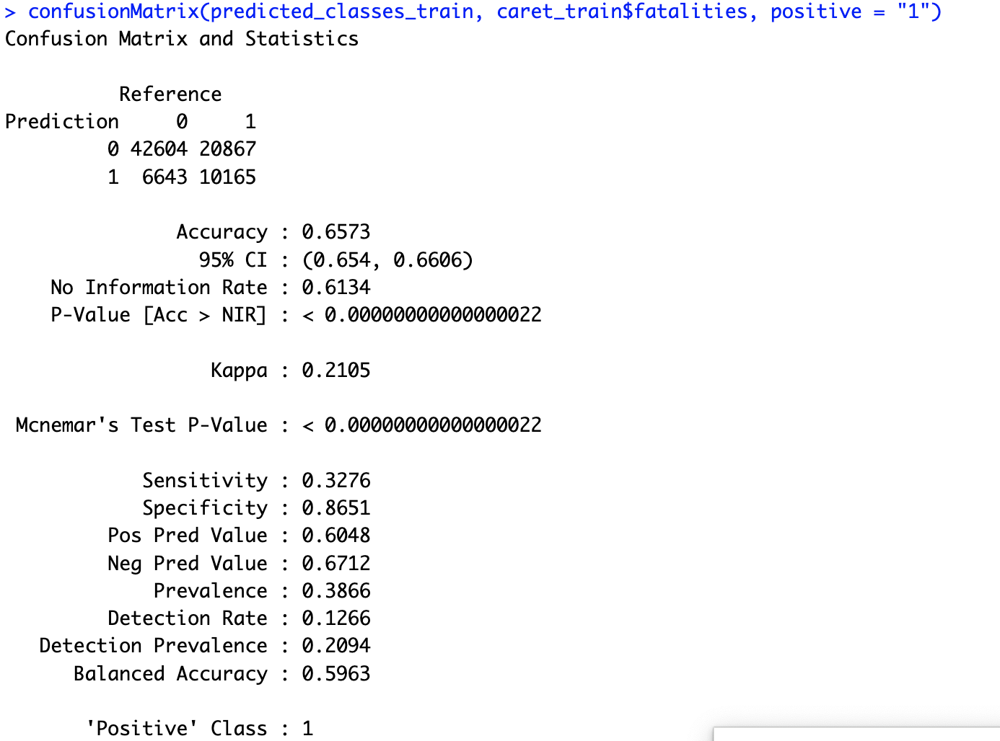 > confusionMatrix(predicted_classes_train, caret_train$fatalities, positive = "1")
Confusion Matrix and Statistics
Reference
Prediction 0 1
0 42604 20867
1 6643 10165
Accuracy : 0.6573
95% CI : (0.654, 0.6606)
No Information Rate : 0.6134
P-Value [Acc > NIR] : < 0.00000000000000022
Kappa : 0.2105
Mcnemar's Test P-Value : < 0.00000000000000022
Sensitivity : 0.3276
Specificity : 0.8651
Pos Pred Value : 0.6048
Neg Pred Value : 0.6712
Prevalence : 0.3866
Detection Rate : 0.1266
Detection Prevalence : 0.2094
Balanced Accuracy : 0.5963
'Positive' Class : 1